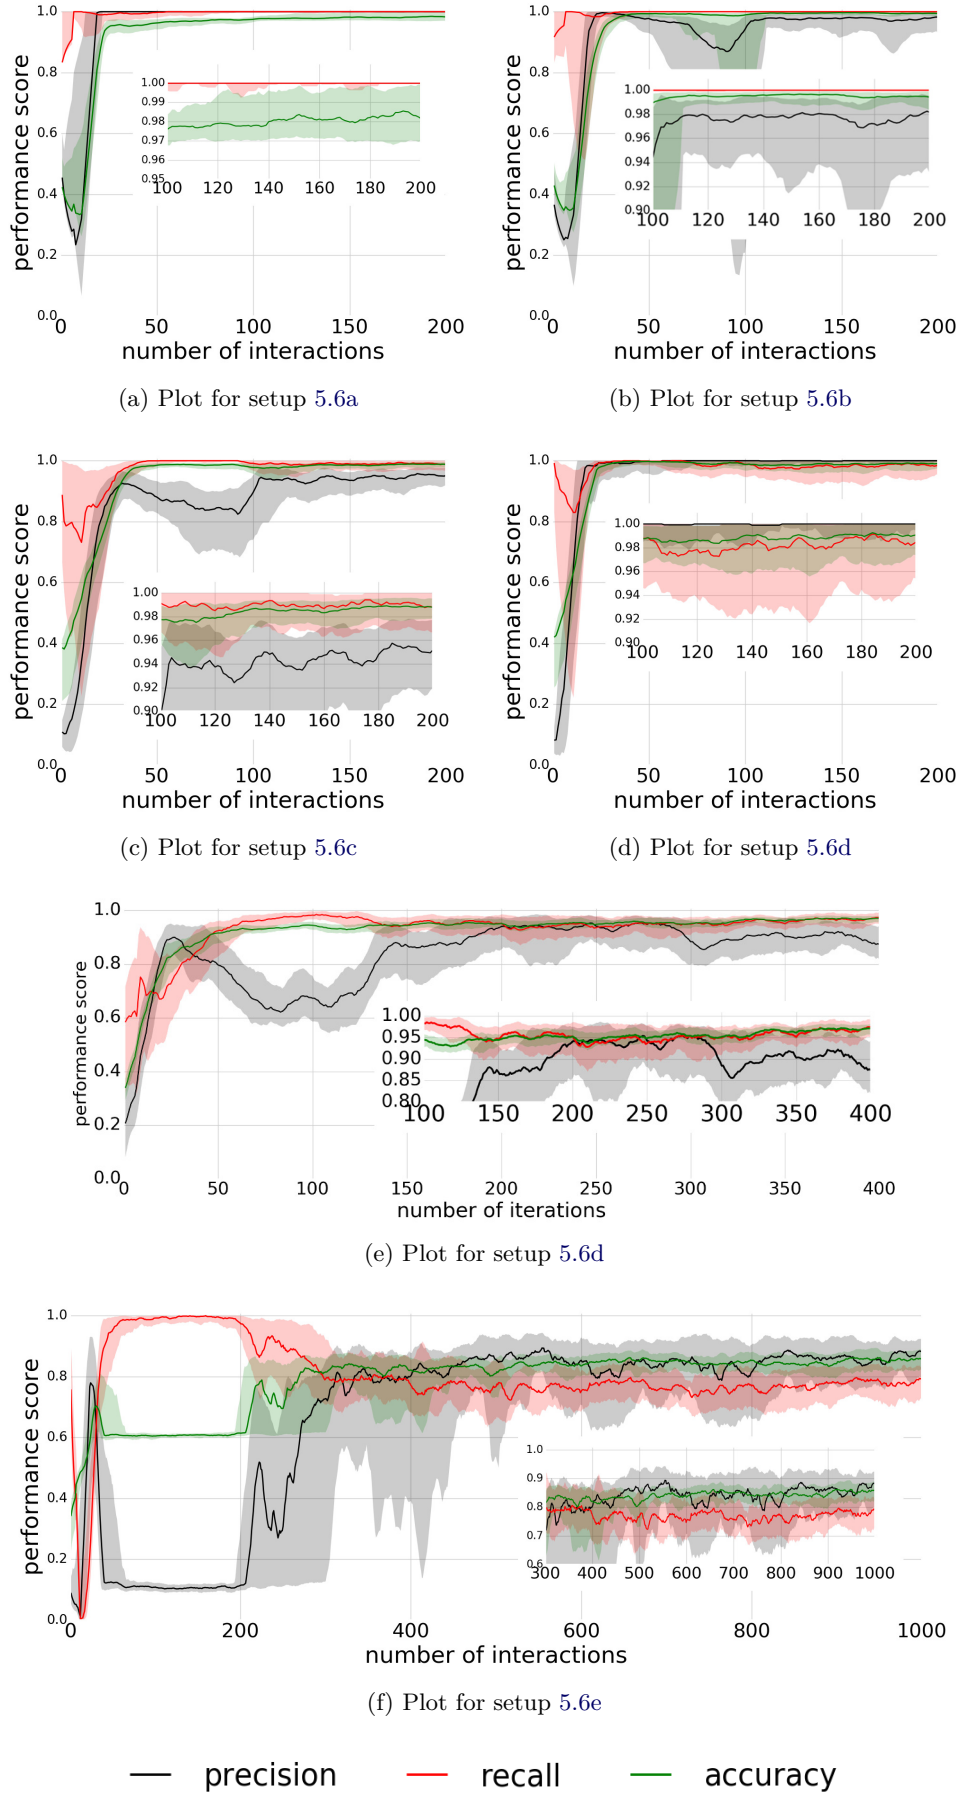 1.0
0.8
0.6
0.4
0.2
0.0
performance score
0 50 100 150 200
number of interactions
1.00
0.99
0.98
0.97
0.96
0.95
100 120 140 160 180 200
(a) Plot for setup 5.6a
1.0
0.8
0.6
0.4
0.2
0.0
performance score
0 50 100 150 200
number of interactions
1.00
0.98
0.96
0.94
0.92
0.90
100 120 140 160 180 200
(b) Plot for setup 5.6b
1.0
0.8
0.6
0.4
0.2
0.0
performance score
0 50 100 150 200
number of interactions
1.00
0.98
0.96
0.94
0.92
0.90
100 120 140 160 180 200
(c) Plot for setup 5.6c
1.0
0.8
0.6
0.4
0.2
0.0
performance score
0 50 100 150 200
number of interactions
1.00
0.98
0.96
0.94
0.92
0.90
100 120 140 160 180 200
(d) Plot for setup 5.6d
1.0
0.8
0.6
0.4
0.2
0.0
performance score
0 50 100 150 200 250 300 350 400
number of iterations
1.00
0.95
0.90
0.85
0.80
100 150 200 250 300 350 400
(e) Plot for setup 5.6d
1.0
0.8
0.6
0.4
0.2
0.0
performance score
0 200 400 600 800 1000
number of interactions
1.0
0.9
0.8
0.7
0.6
300 400 500 600 700 800 900 1000
(f) Plot for setup 5.6e
precision recall accuracy